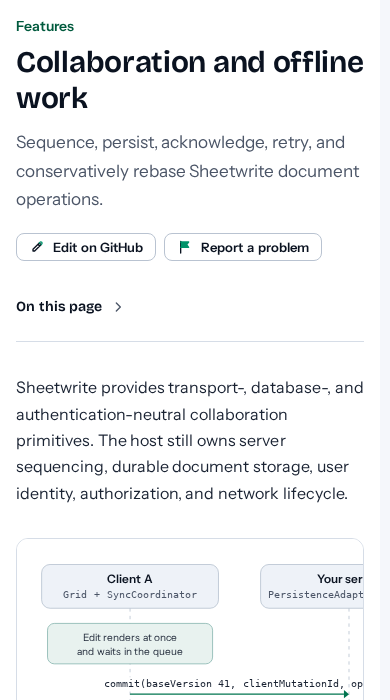 Features
Collaboration and offline
work
Sequence, persist, acknowledge, retry, and
conservatively rebase Sheetwrite document
operations.
Edit on GitHub
Report a problem
On this page
Sheetwrite provides transport-, database-, and
authentication-neutral collaboration
primitives. The host still owns server
sequencing, durable document storage, user
identity, authorization, and network lifecycle.
Client A
Grid + SyncCoordinator
Your ser
PersistenceAdapt
Edit renders at once
and waits in the queue
commit(baseVersion 41, clientMutationId, op